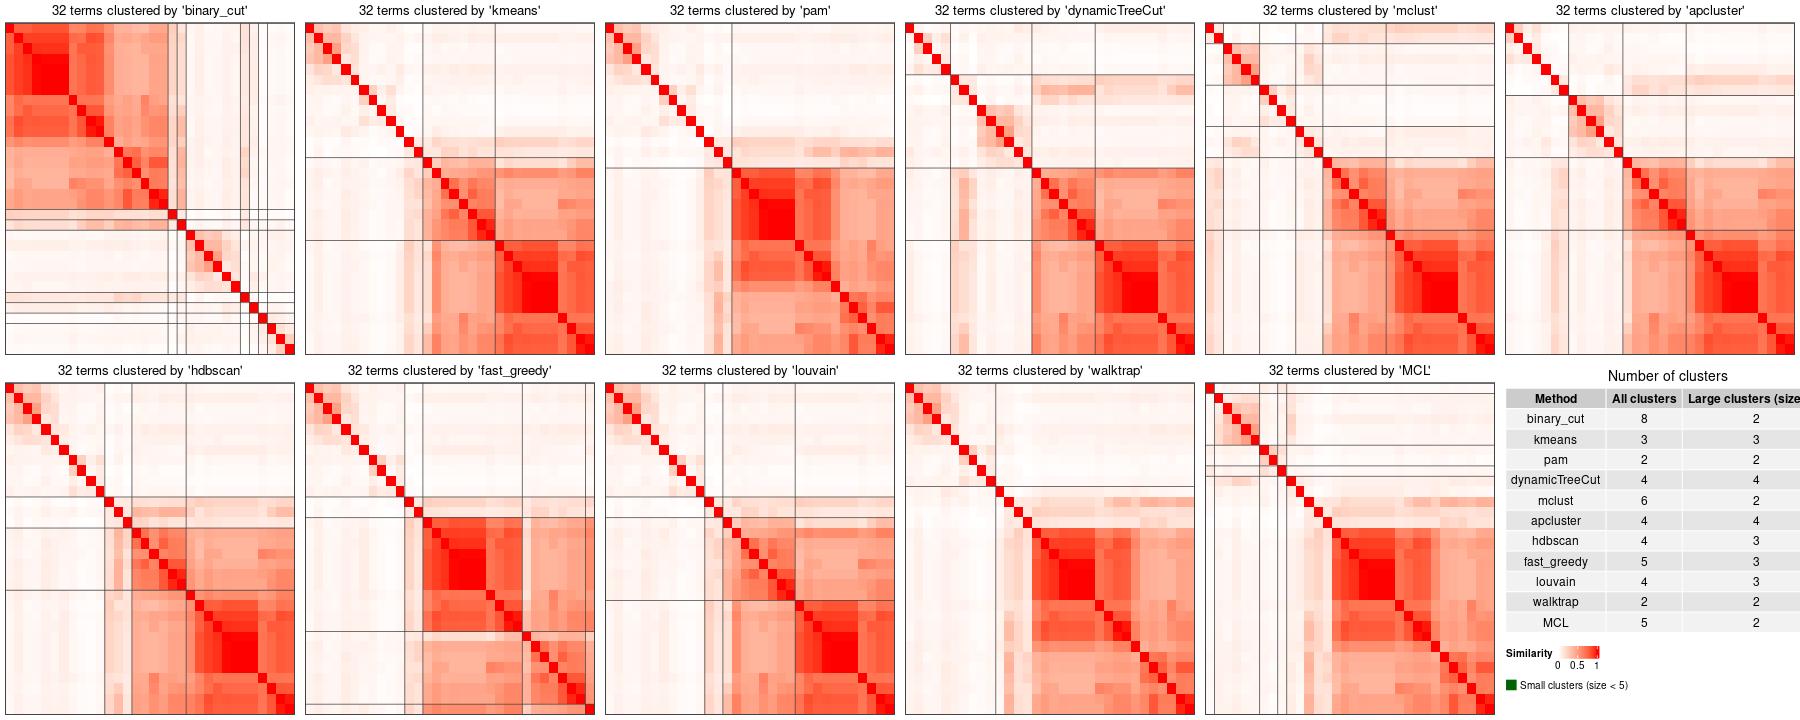 32 terms clustered by 'binary_cut'
32 terms clustered by 'kmeans'
32 terms clustered by 'pam'
32 terms clustered by 'dynamicTreeCut'
32 terms clustered by 'mclust'
32 terms clustered by 'apcluster'
32 terms clustered by 'hdbscan'
32 terms clustered by 'fast_greedy'
32 terms clustered by 'louvain'
32 terms clustered by 'walktrap'
32 terms clustered by 'MCL'
Number of clusters
Method All clusters Large clusters (size
binary_cut 8 2
kmeans 3 3
pam 2 2
dynamicTreeCut 4 4
mclust 6 2
apcluster 4 4
hdbscan 4 3
fast_greedy 5 3
louvain 4 3
walktrap 2 2
MCL 5 2
Similarity
0 0.5 1
Small clusters (size < 5)